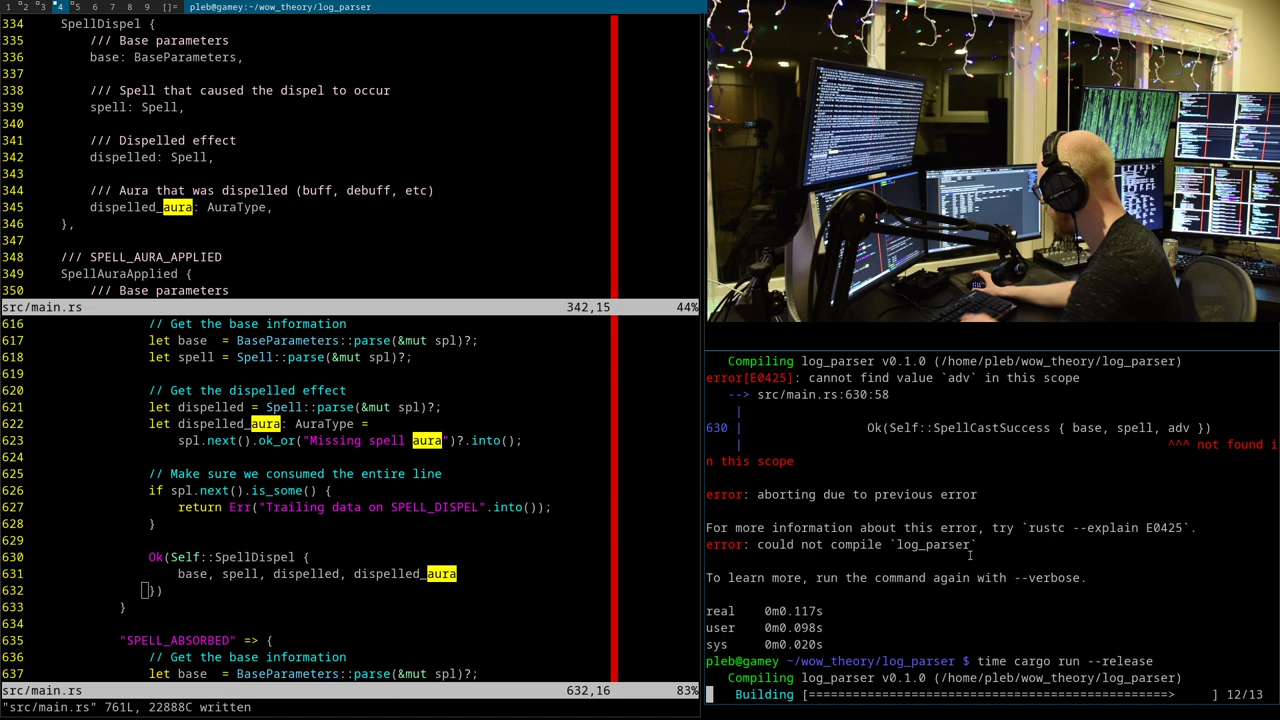 1 2 3 4 5 6 7 8 9 []= pleb@gamey:~/wow_theory/log_parser
334 SpellDispel {
335 /// Base parameters
336 base: BaseParameters,
337
338 /// Spell that caused the dispel to occur
339 spell: Spell,
340
341 /// Dispelled effect
342 dispelled: Spell,
343
344 /// Aura that was dispelled (buff, debuff, etc)
345 dispelled_aura: AuraType,
346 },
347
348 /// SPELL_AURA_APPLIED
349 SpellAuraApplied {
350 /// Base parameters
src/main.rs 342,15 44%
616 // Get the base information
617 let base  = BaseParameters::parse(&mut spl)?;
618 let spell = Spell::parse(&mut spl)?;
619
620 // Get the dispelled effect
621 let dispelled = Spell::parse(&mut spl)?;
622 let dispelled_aura: AuraType =
623 spl.next().ok_or("Missing spell aura")?.into();
624
625 // Make sure we consumed the entire line
626 if spl.next().is_some() {
627 return Err("Trailing data on SPELL_DISPEL".into());
628 }
629
630 Ok(Self::SpellDispel {
631 base, spell, dispelled, dispelled_aura
632 })
633 }
634
635 "SPELL_ABSORBED" => {
636 // Get the base information
637 let base  = BaseParameters::parse(&mut spl)?;
src/main.rs 632,16 83%
"src/main.rs" 761L, 22888C written
Compiling log_parser v0.1.0 (/home/pleb/wow_theory/log_parser)
error[E0425]: cannot find value `adv` in this scope
--> src/main.rs:630:58
|
630 | Ok(Self::SpellCastSuccess { base, spell, adv })
| ^^^ not found i
n this scope
error: aborting due to previous error
For more information about this error, try `rustc --explain E0425`.
error: could not compile `log_parser`
To learn more, run the command again with --verbose.
real 0m0.117s
user 0m0.098s
sys 0m0.020s
pleb@gamey ~/wow_theory/log_parser $ time cargo run --release
Compiling log_parser v0.1.0 (/home/pleb/wow_theory/log_parser)
Building [=================================================> ] 12/13